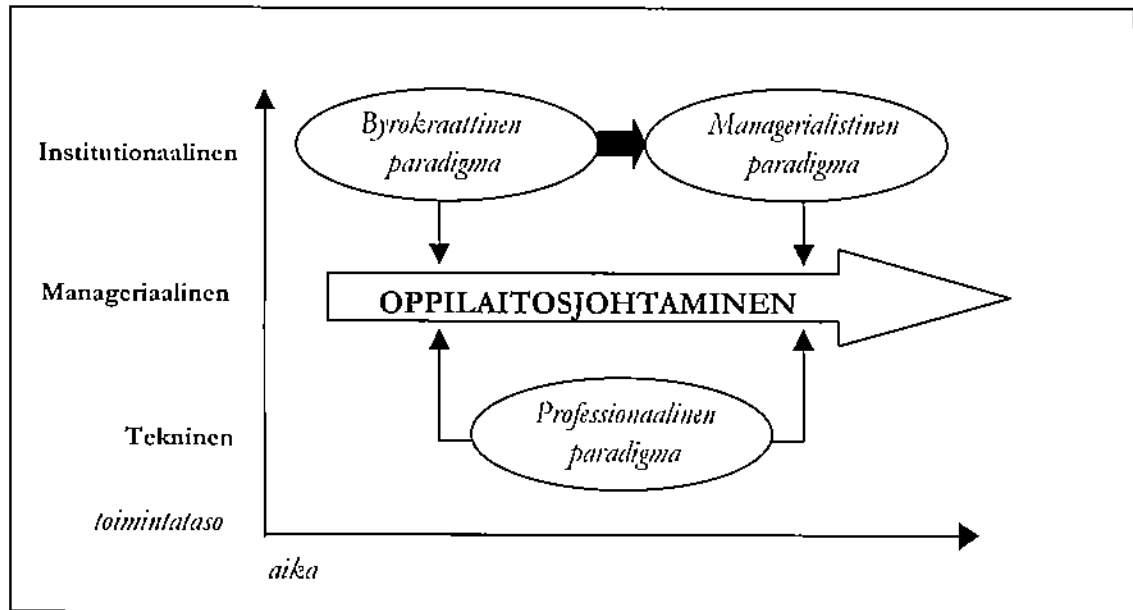 Byrokraattinen
paradigma
Managerialistinen
paradigma
Institutionaalinen
Manageriaalinen
OPPILAITOSJOHTAMINEN
Tekninen
Professionaalinen
paradigma
toimintataso
aika